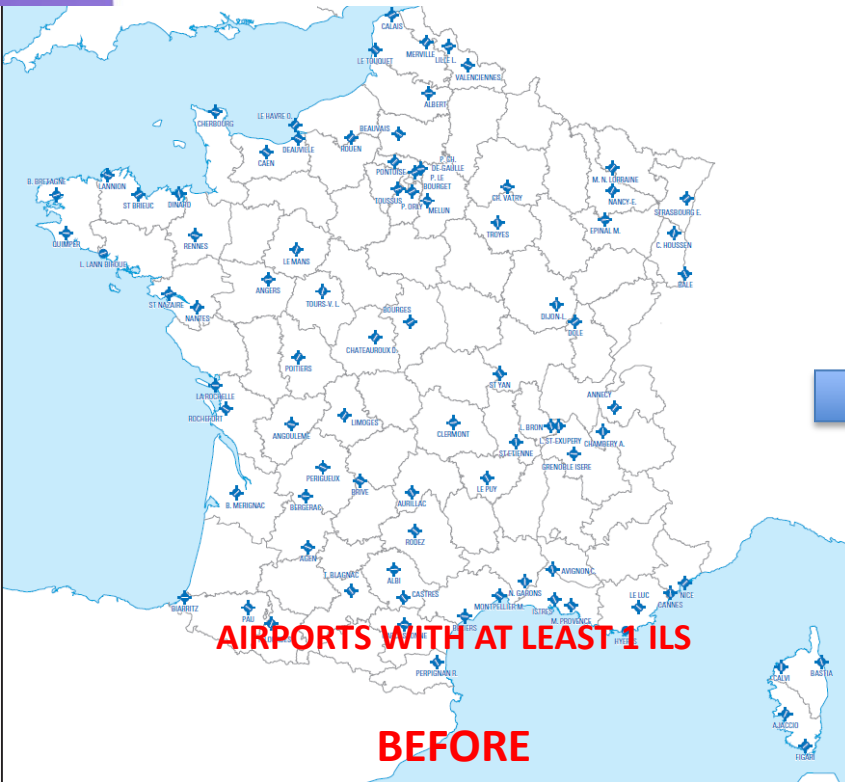 CALAIS
MERVILLE
LILLE L.
LE TOUQUET
VALENCIENNES
ALBERT
CHERBOURG
LE HAVRE O.
BEAUVAIS
DEAUVILLE
ROUEN
CAEN
P. CH.
DE-GAULLE
PONTOISE
P. LE
BOURGET
TOUSSUS
P. ORLY
MELUN
CH. VATRY
M. N. LORRAINE
NANCY-E.
STRASBOURG E.
B. BRETAGNE
LANNION
ST BRIEUC
DINARD
TROYES
EPINAL M.
C. HOUSSEN
QUIMPER
RENNES
L. LANN BIHOUE
LE MANS
BALE
ANGERS
TOURS-V. L.
ST NAZAIRE
NANTES
BOURGES
DIJON-L.
DOLE
CHATEAUROUX D.
POITIERS
ST YAN
LA ROCHELLE
ANNECY
ROCHEFORT
LIMOGES
ANGOULEME
CLERMONT
L. BRON
L. ST-EXUPERY
CHAMBERY A.
ST-ETIENNE
GRENOBLE ISERE
PERIGUEUX
BRIVE
LE PUY
B. MERIGNAC
BERGERAC
AURILLAC
RODEZ
AGEN
T. BLAGNAC
ALBI
AVIGNON C.
CASTRES
N. GARONS
MONTPELLIER M.
ISTRES
M. PROVENCE
LE LUC
CANNES
NICE
BIARRITZ
PAU
AIRPORTS WITH AT LEAST 1 ILS
HYERES
PERPIGNAN R.
CALVI
BASTIA
AJACCIO
FIGARI
BEFORE